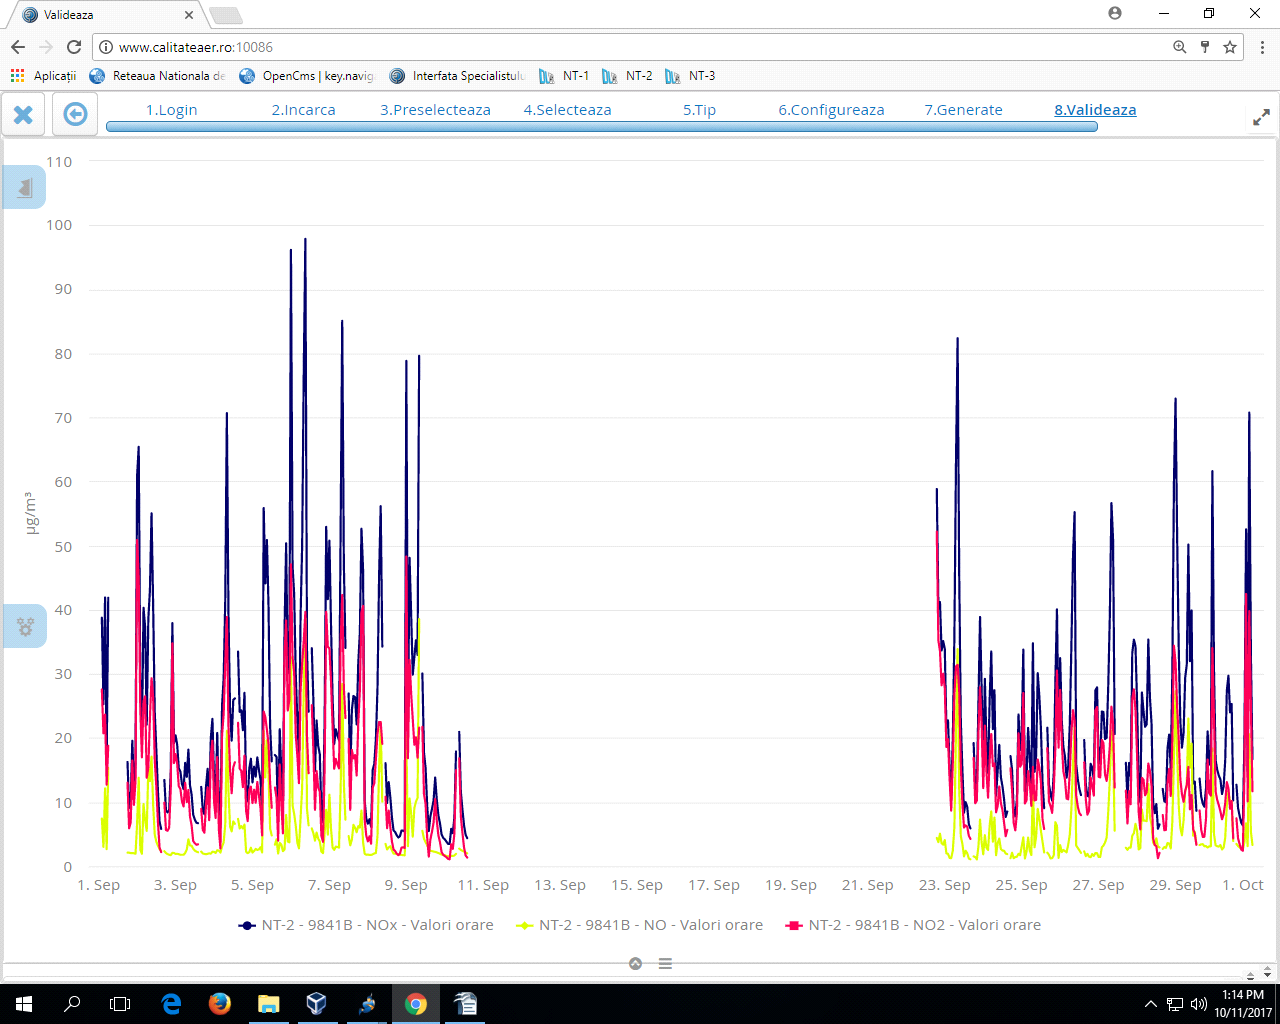 Valideaza
www.calitateaer.ro:10086
Aplicații Reteaua Nationala de OpenCms | key.navig Interfata Specialistulu NT-1 NT-2 NT-3
1.Login 2.Incarca 3.Preselecteaza 4.Selecteaza 5.Tip 6.Configureaza 7.Generate 8.Valideaza
110
100
90
80
70
60
µg/m³
50
40
30
20
10
0
1. Sep 3. Sep 5. Sep 7. Sep 9. Sep 11. Sep 13. Sep 15. Sep 17. Sep 19. Sep 21. Sep 23. Sep 25. Sep 27. Sep 29. Sep 1. Oct
NT-2 - 9841B - NOx - Valori orare NT-2 - 9841B - NO - Valori orare NT-2 - 9841B - NO2 - Valori orare
1:14 PM
10/11/2017